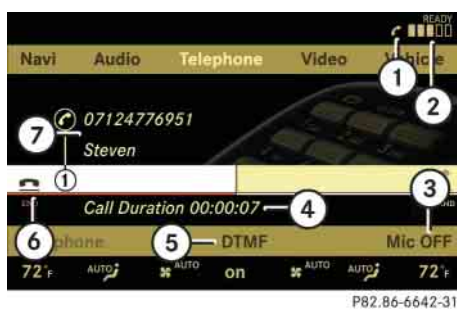 READY
Navi Audio Telephone Video Vehicle
1
2
07124776951
7
Steven
1
3
Call Duration 00:00:07
4
6
5
DTMF
Mic OFF
72°F AUTO AUTO on AUTO AUTO 72°F
P82.86-6642-31